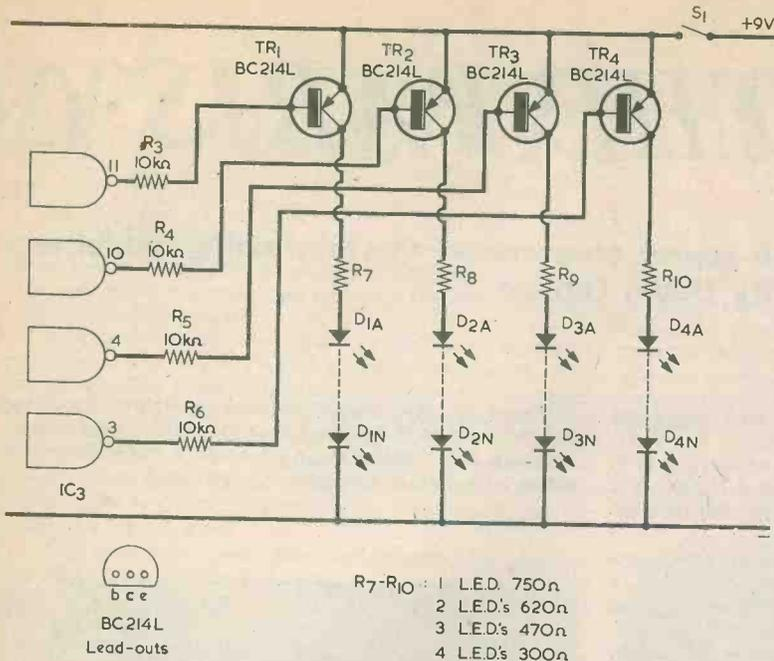 S1
+9V
TR1
BC214L
TR2
BC214L
TR3
BC214L
TR4
BC214L
R3
10kΩ
11
R4
10kΩ
10
R5
10kΩ
4
R6
10kΩ
3
IC3
R7
R8
R9
R10
D1A
D2A
D3A
D4A
D1N
D2N
D3N
D4N
–
b c e
BC214L
Lead-outs
R7-R10 : 1 L.E.D. 750Ω
2 L.E.D.'s 620Ω
3 L.E.D.'s 470Ω
4 L.E.D.'s 300Ω